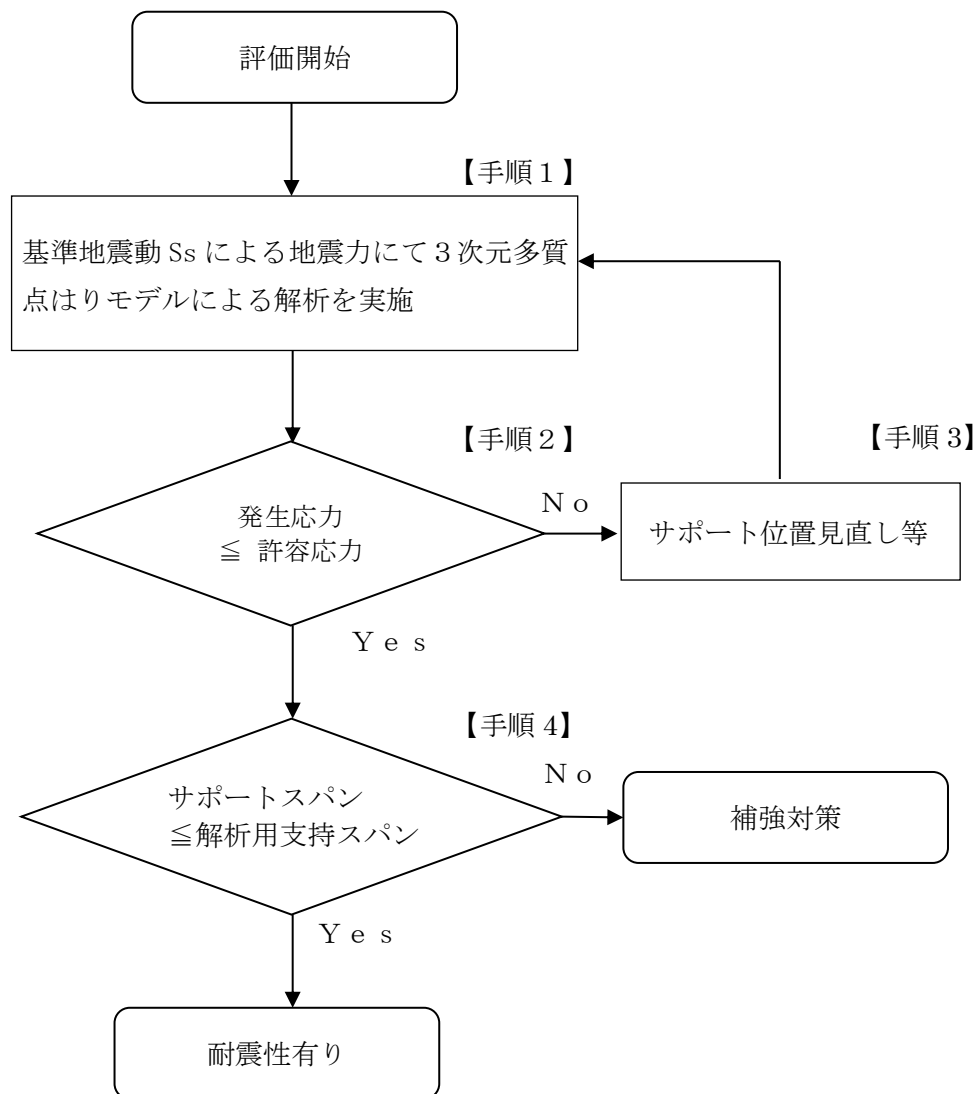 評価開始
【手順１】
基準地震動 Ss による地震力にて３次元多質
点はりモデルによる解析を実施
【手順２】
【手順 3】
発生応力
≦ 許容応力
Ｎｏ
サポート位置見直し等
Ｙｅｓ
【手順 4】
サポートスパン
≦解析用支持スパン
Ｎｏ
補強対策
Ｙｅｓ
耐震性有り